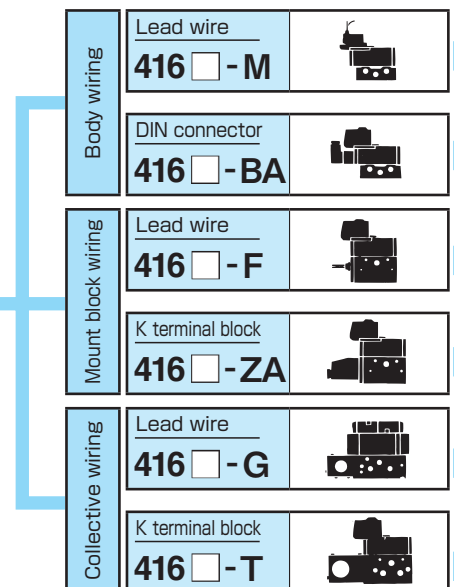 Body wiring
Lead wire
416□-M
DIN connector
416□-BA
Mount block wiring
Lead wire
416□-F
K terminal block
416□-ZA
Collective wiring
Lead wire
416□-G
K terminal block
416□-T